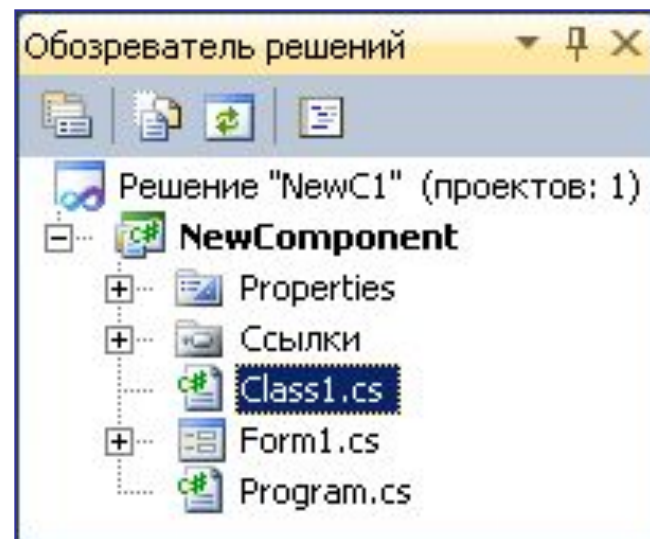 Обозреватель решений
Решение "NewC1" (проектов: 1)
NewComponent
Properties
Ссылки
Class1.cs
Form1.cs
Program.cs